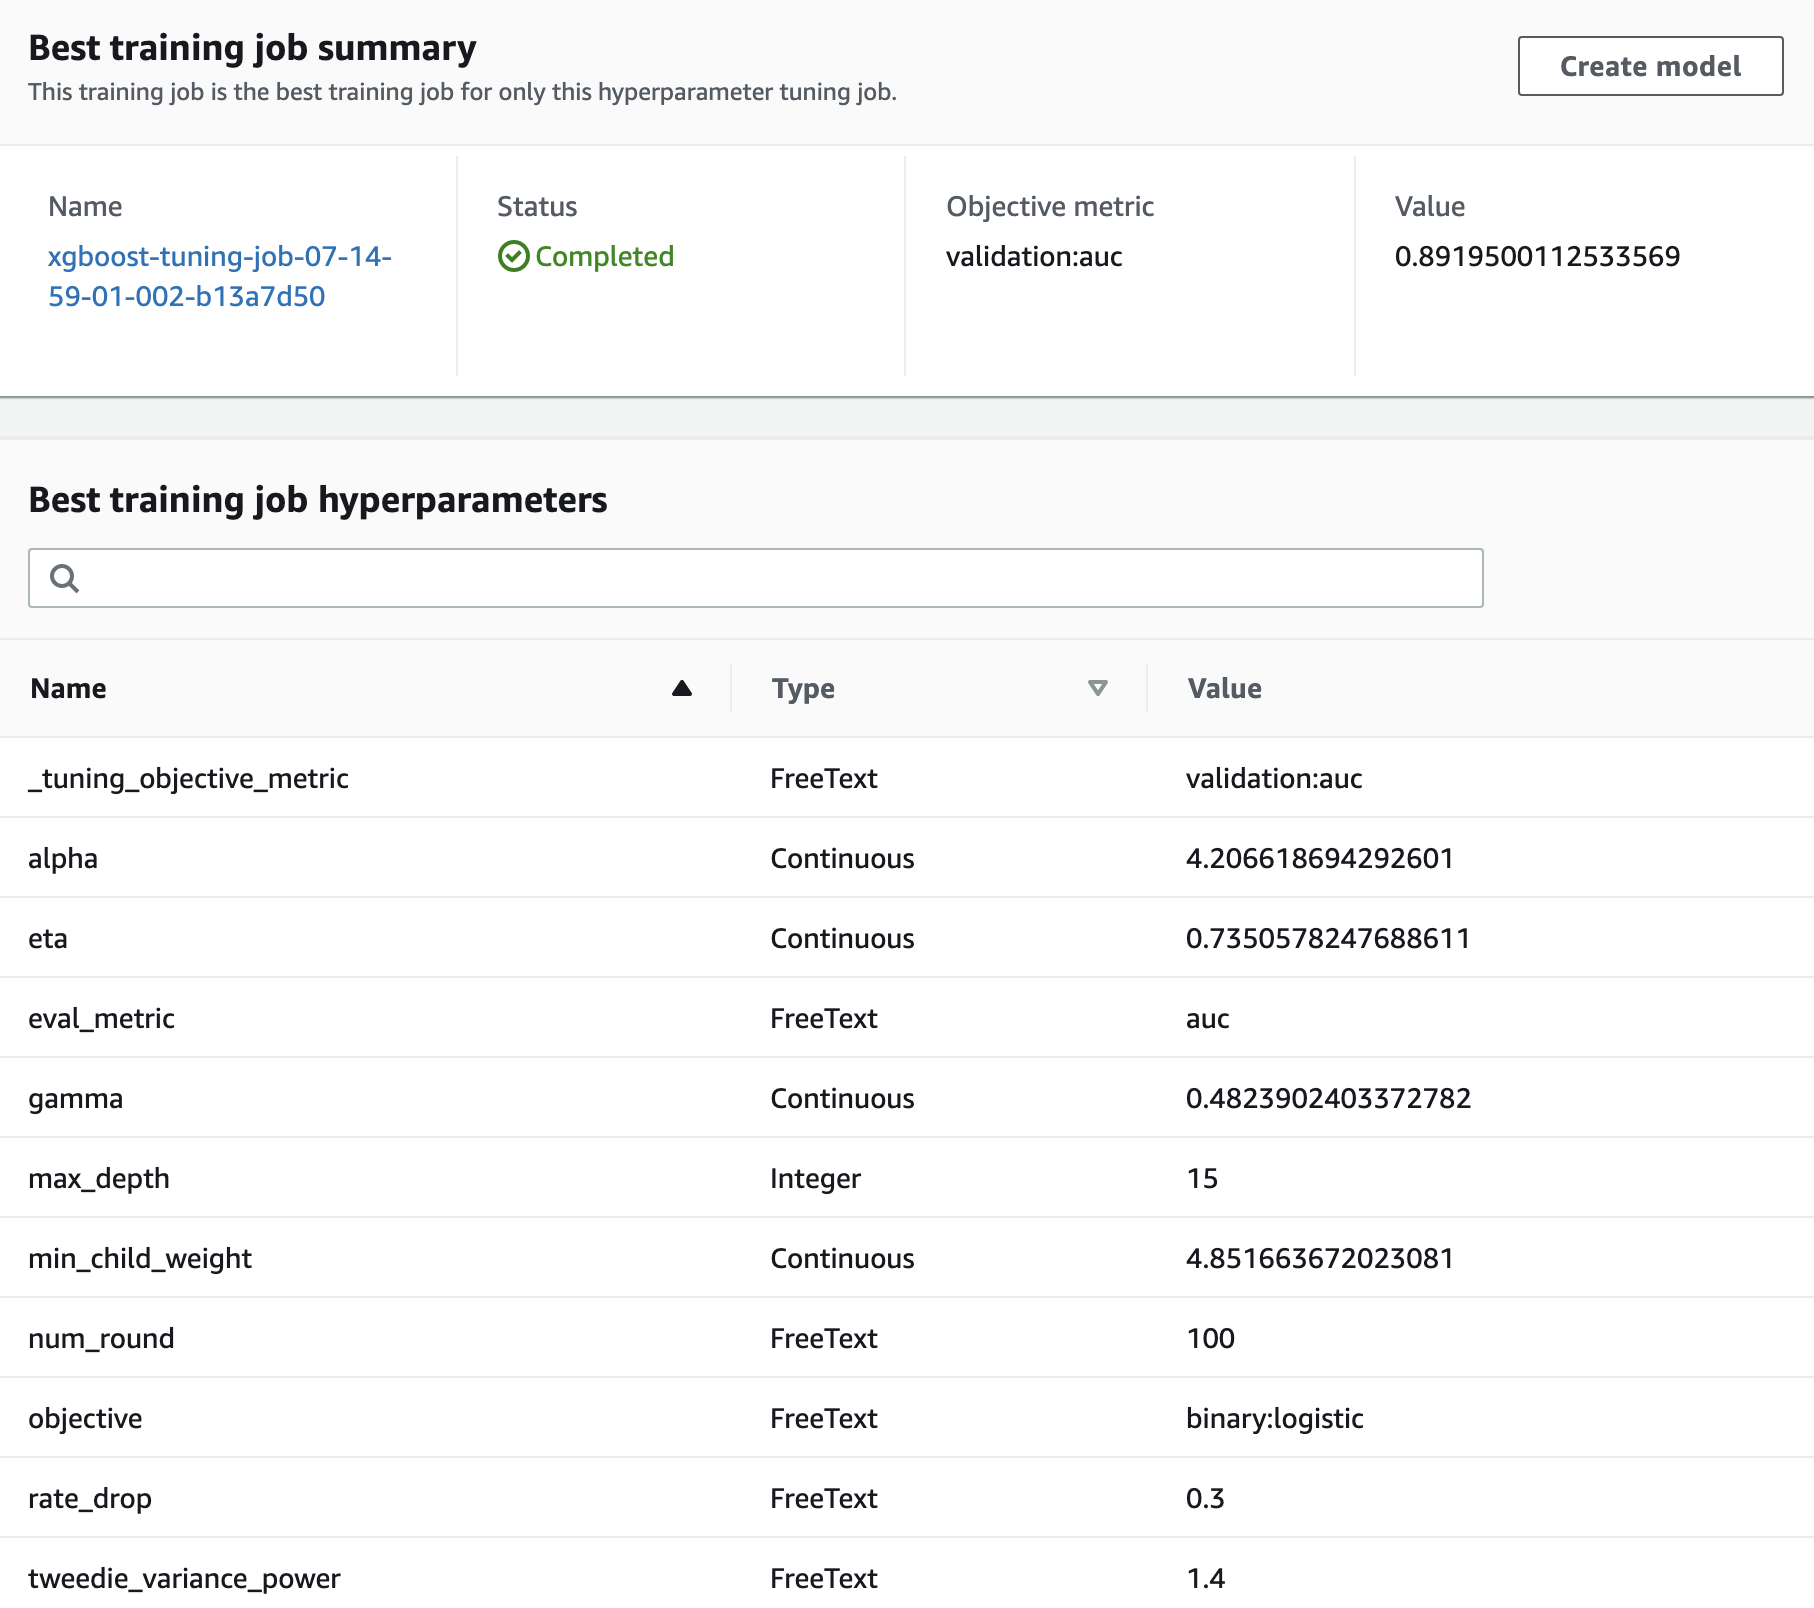 Best training job summary
This training job is the best training job for only this hyperparameter tuning job.
Create model
Name
xgboost-tuning-job-07-14-
59-01-002-b13a7d50
Status
Completed
Objective metric
validation:auc
Value
0.8919500112533569
Best training job hyperparameters
Name Type Value
_tuning_objective_metric FreeText validation:auc
alpha Continuous 4.206618694292601
eta Continuous 0.7350578247688611
eval_metric FreeText auc
gamma Continuous 0.4823902403372782
max_depth Integer 15
min_child_weight Continuous 4.851663672023081
num_round FreeText 100
objective FreeText binary:logistic
rate_drop FreeText 0.3
tweedie_variance_power FreeText 1.4